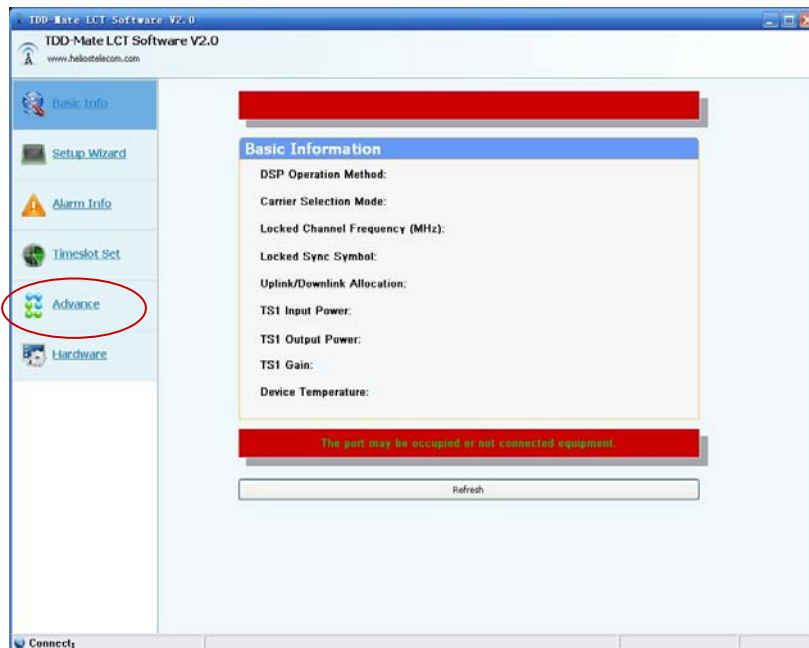 TDD-Mate LCT Software V2.0
TDD-Mate LCT Software V2.0
www.heliostelecom.com
Basic Info
Setup Wizard
Alarm Info
Timeslot Set
Advance
Hardware
Basic Information
DSP Operation Method:
Carrier Selection Mode:
Locked Channel Frequency (MHz):
Locked Sync Symbol:
Uplink/Downlink Allocation:
TS1 Input Power:
TS1 Output Power:
TS1 Gain:
Device Temperature:
The port may be occupied or not connected equipment.
Refresh
Connect: